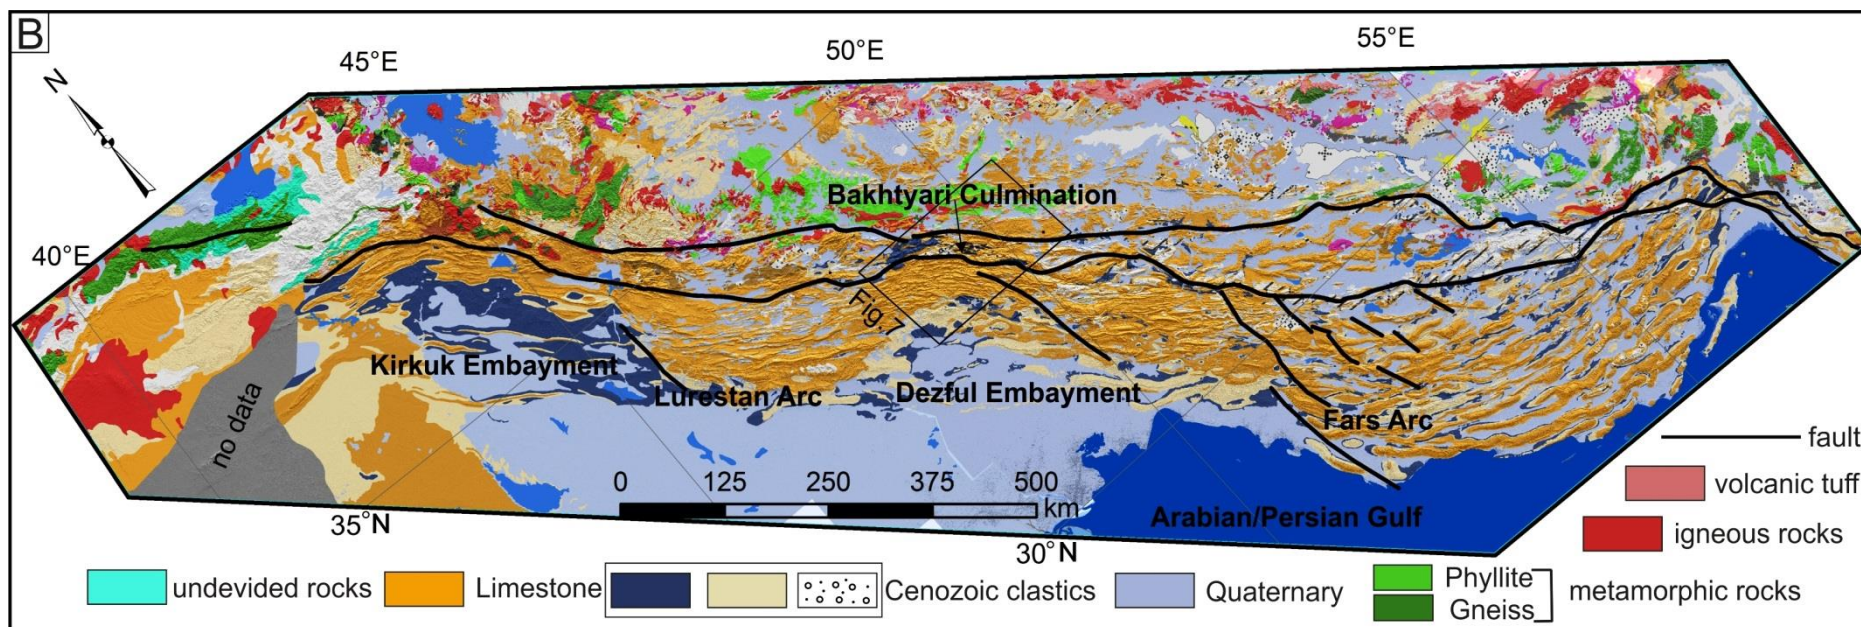 B
N
45°E
50°E
55°E
40°E
Bakhtyari Culmination
Fig.7
Kirkuk Embayment
Lurestan Arc
Dezful Embayment
Fars Arc
no data
0 125 250 375 500
km
Arabian/Persian Gulf
35°N
30°N
fault
volcanic tuff
igneous rocks
undevided rocks
Limestone
Cenozoic clastics
Quaternary
Phyllite
Gneiss
metamorphic rocks